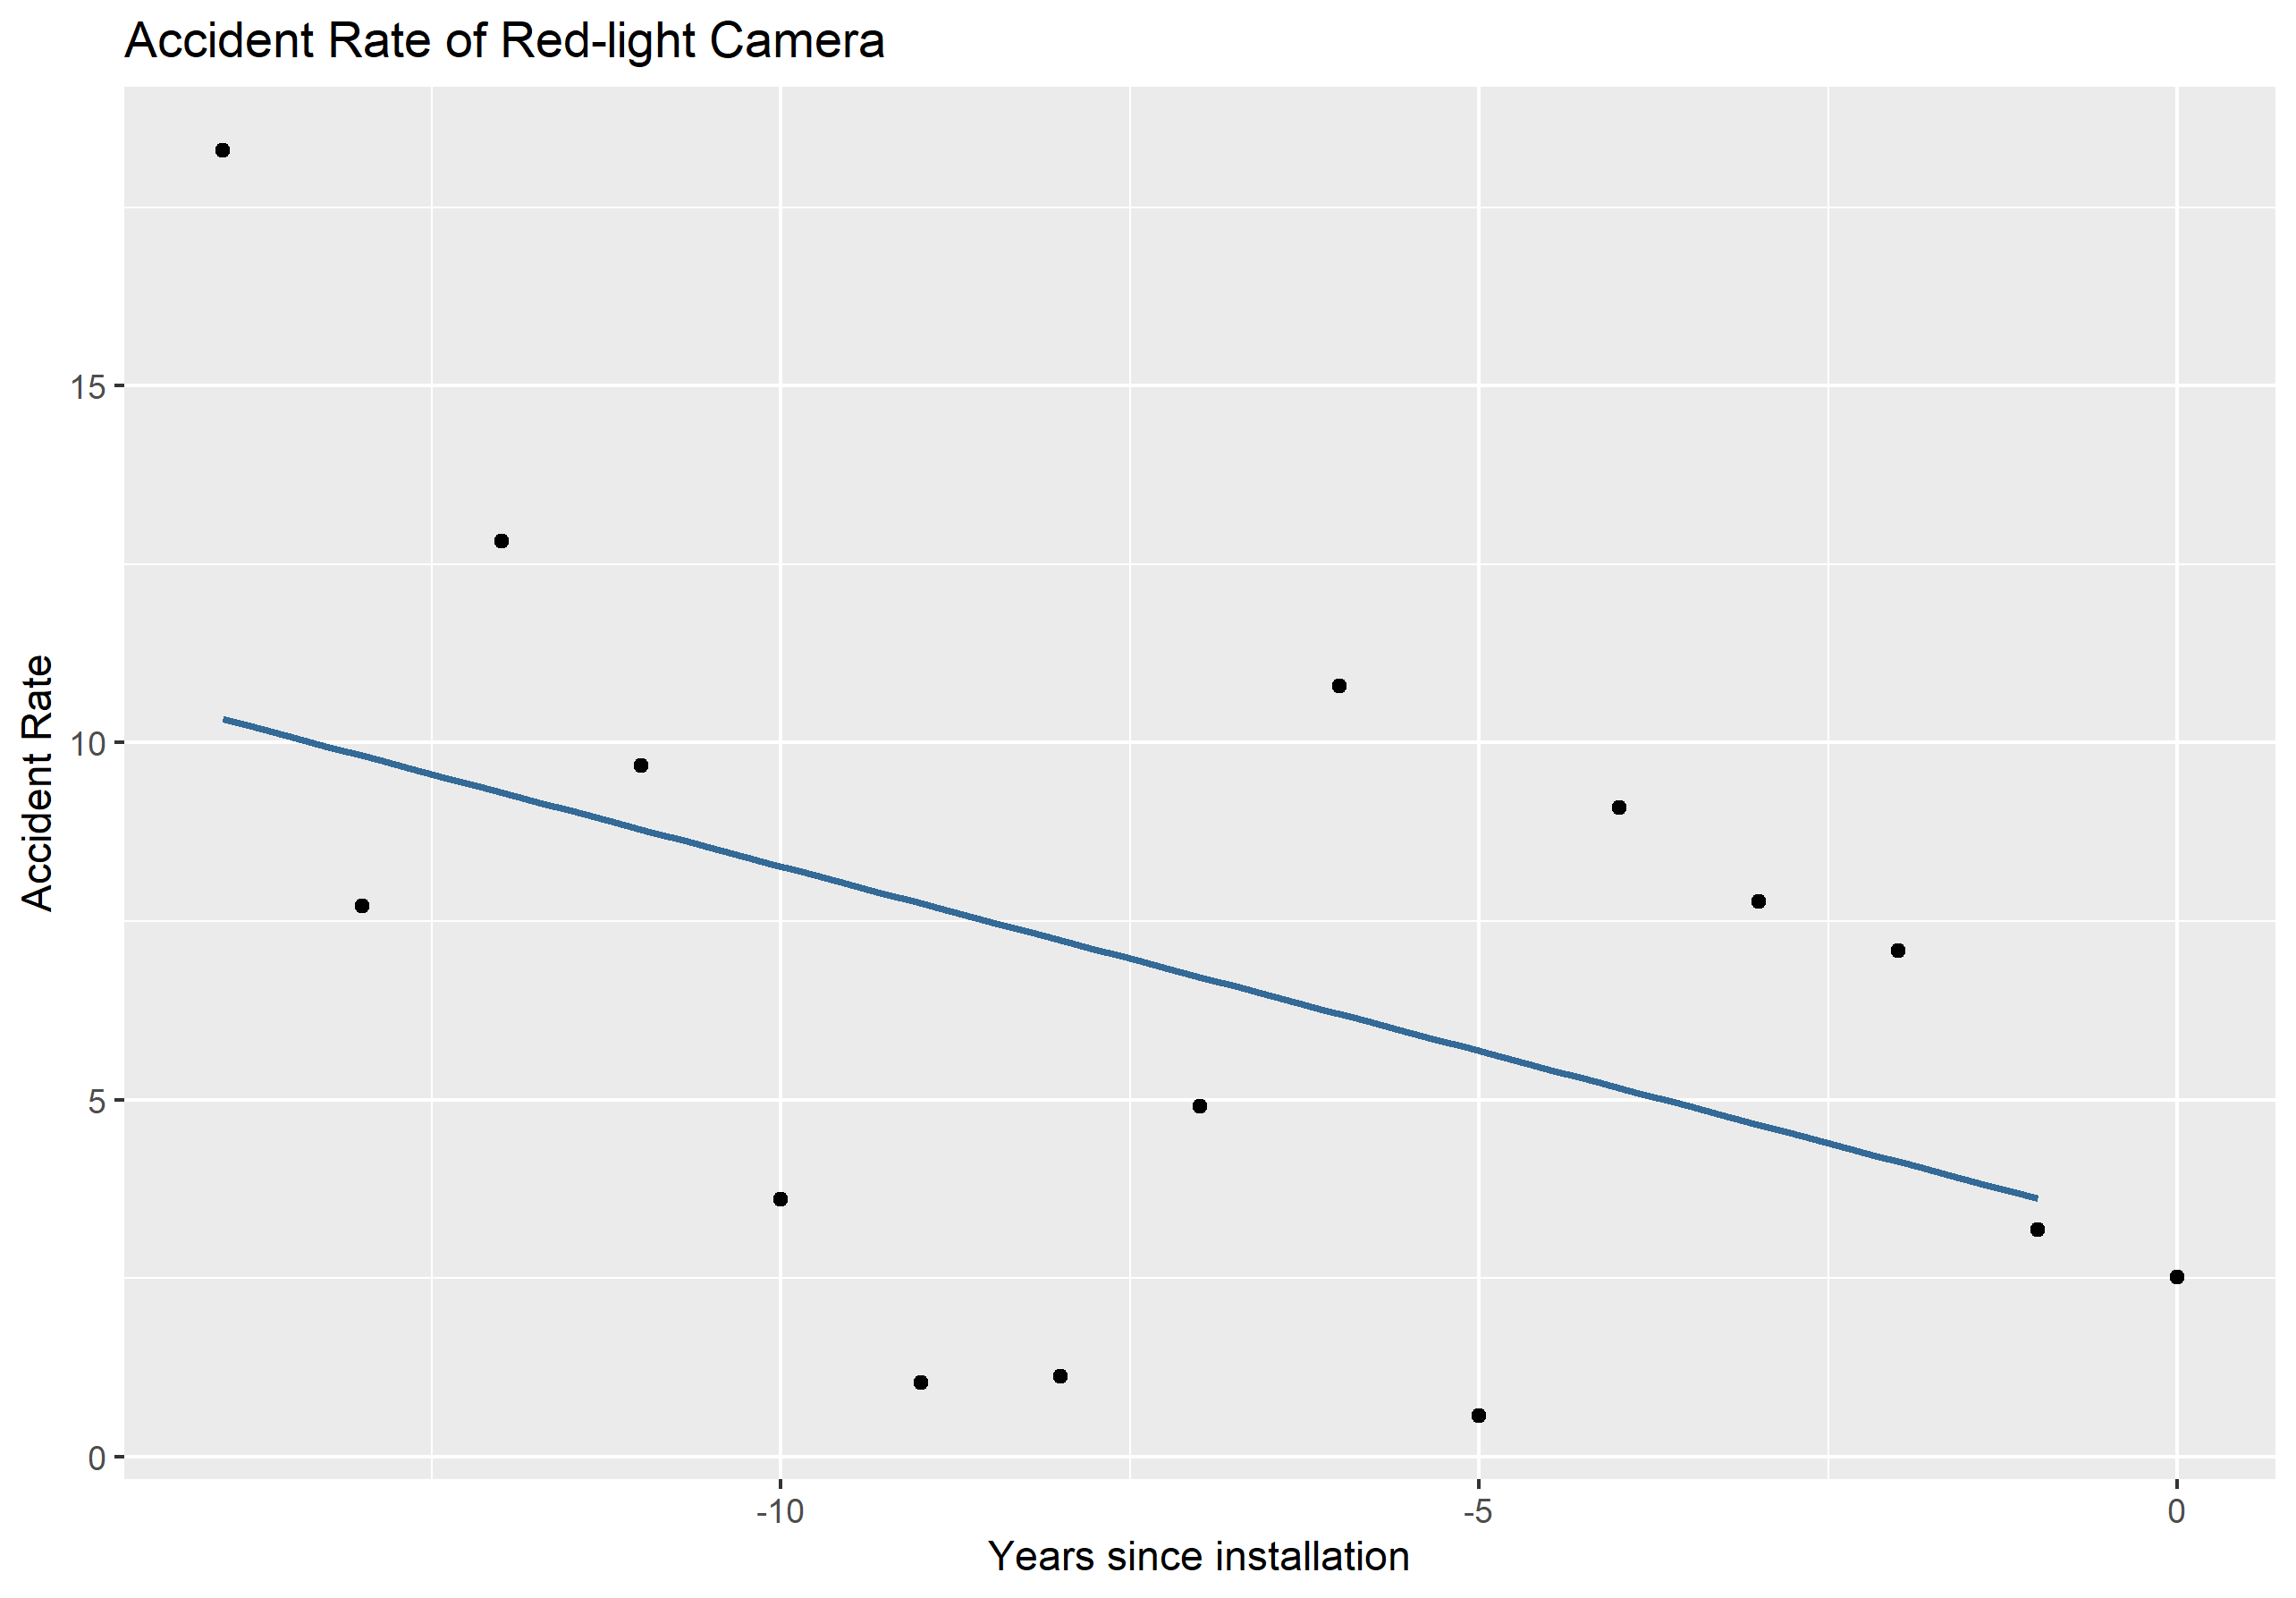 Accident Rate of Red-light Camera
Accident Rate
15
10
5
0
-10
-5
0
Years since installation